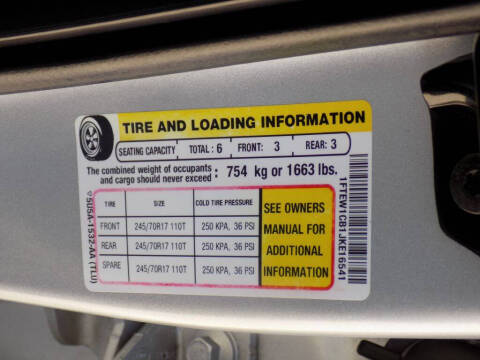 TIRE AND LOADING INFORMATION
SEATING CAPACITY TOTAL : 6 FRONT: 3 REAR: 3
The combined weight of occupants
and cargo should never exceed : 754 kg or 1663 lbs.
TIRE SIZE COLD TIRE PRESSURE
FRONT 245/70R17 110T 250 KPA, 36 PSI
REAR 245/70R17 110T 250 KPA, 36 PSI
SPARE 245/70R17 110T 250 KPA, 36 PSI
SEE OWNERS
MANUAL FOR
ADDITIONAL
INFORMATION
1FTEW1CB1JKE16541